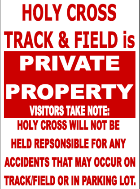 HOLY CROSS
TRACK & FIELD is
PRIVATE
PROPERTY
VISITORS TAKE NOTE:
HOLY CROSS WILL NOT BE
HELD REPSONSIBLE FOR ANY
ACCIDENTS THAT MAY OCCUR ON
TRACK/FIELD OR IN PARKING LOT